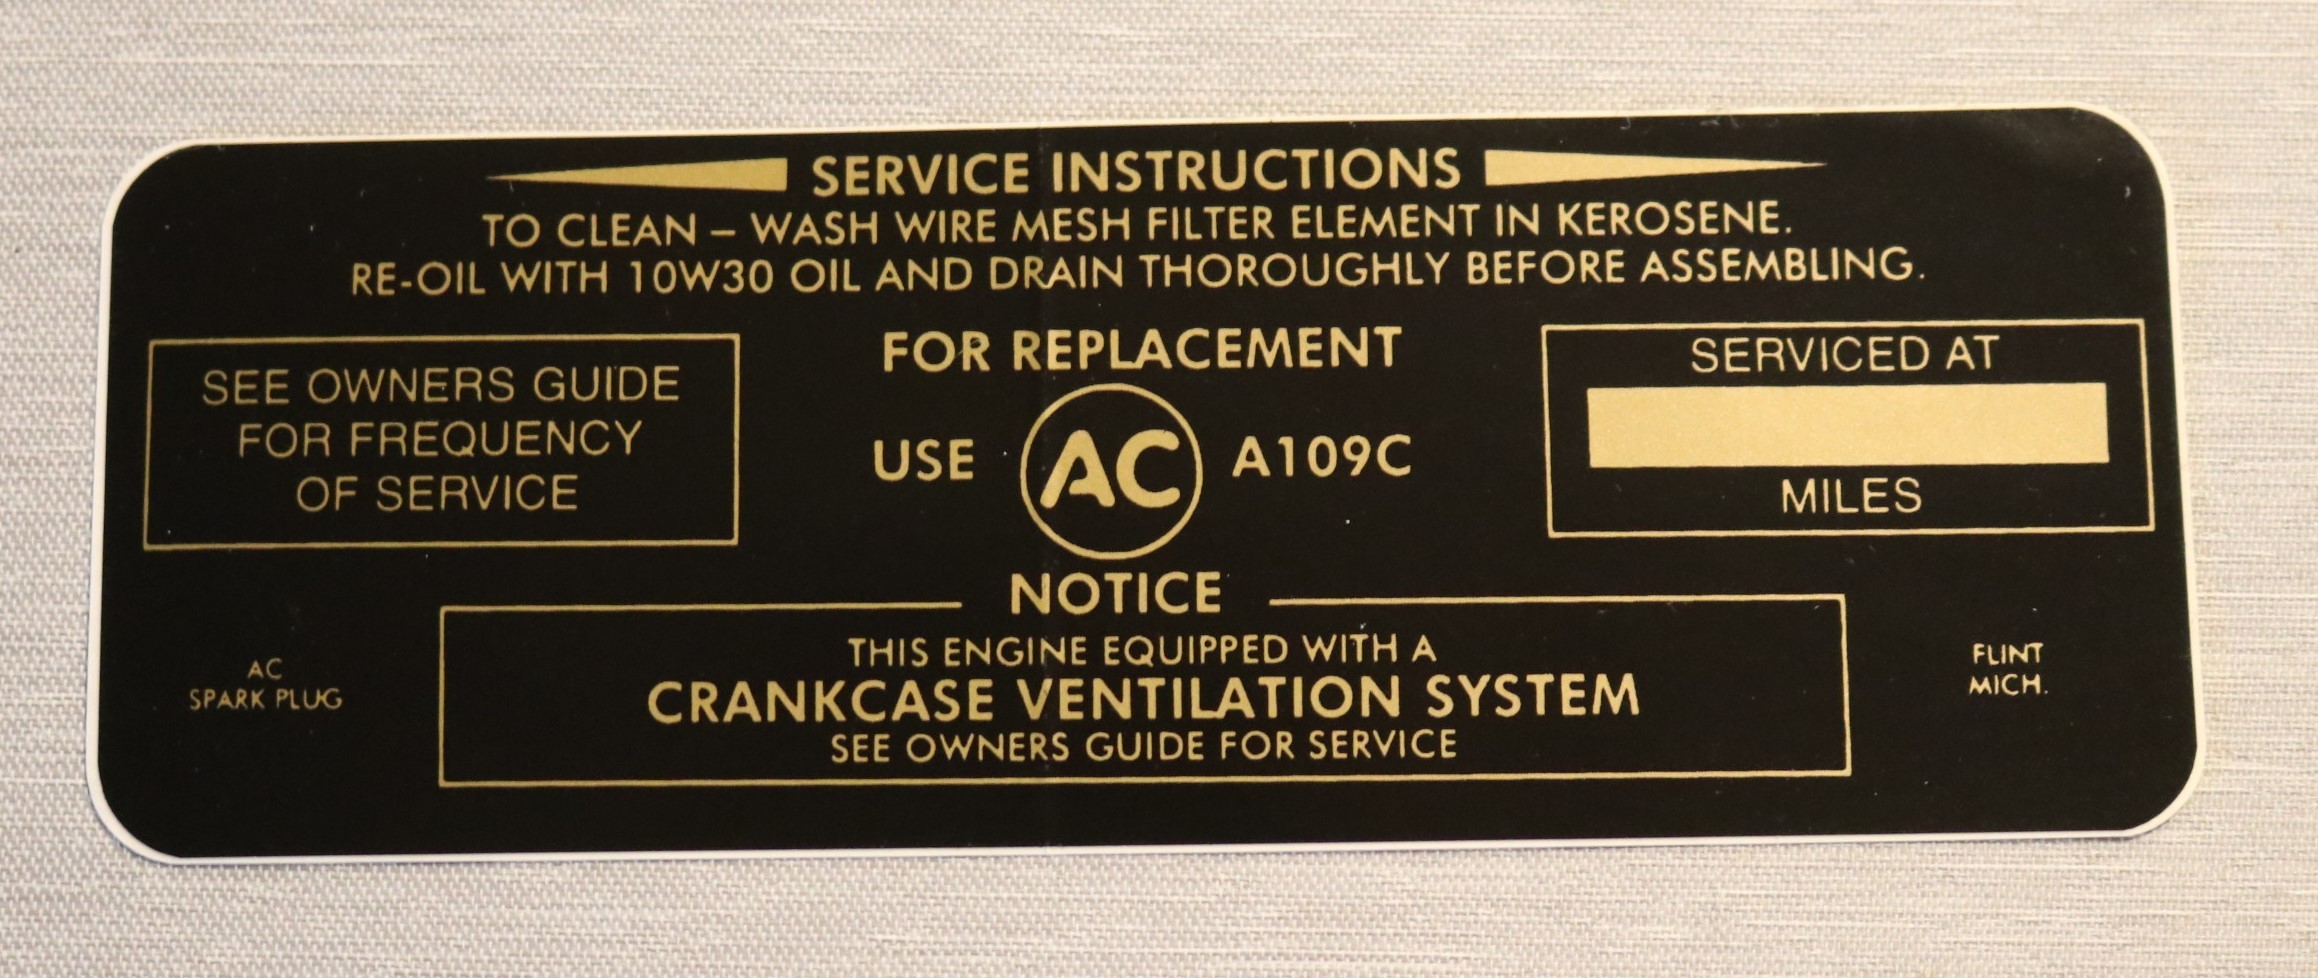 SERVICE INSTRUCTIONS
TO CLEAN – WASH WIRE MESH FILTER ELEMENT IN KEROSENE.
RE-OIL WITH 10W30 OIL AND DRAIN THOROUGHLY BEFORE ASSEMBLING.
SEE OWNERS GUIDE
FOR FREQUENCY
OF SERVICE
FOR REPLACEMENT
USE AC A109C
SERVICED AT
MILES
NOTICE
THIS ENGINE EQUIPPED WITH A
CRANKCASE VENTILATION SYSTEM
SEE OWNERS GUIDE FOR SERVICE
AC
SPARK PLUG
FLINT
MICH.